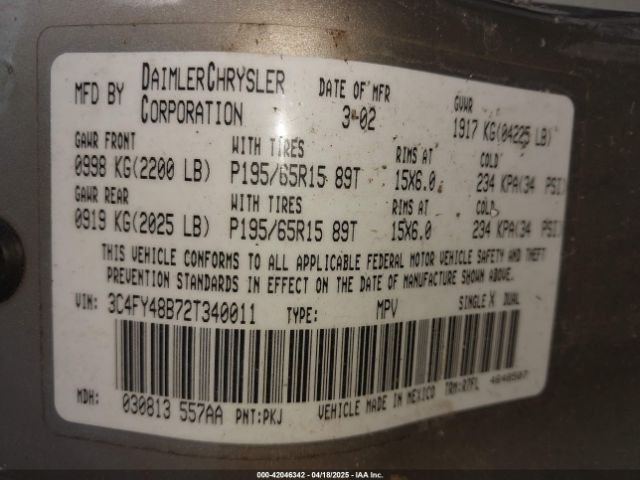 MFD BY DAIMLERCHRYSLER CORPORATION DATE OF MFR 3-02 GVWR 1917 KG(04225 LB)
GAWR FRONT WITH TIRES RIMS AT COLD
0998 KG(2200 LB) P195/65R15 89T 15X6.0 234 KPA(34 PSI)
GAWR REAR WITH TIRES RIMS AT COLD
0919 KG(2025 LB) P195/65R15 89T 15X6.0 234 KPA(34 PSI)
THIS VEHICLE CONFORMS TO ALL APPLICABLE FEDERAL MOTOR VEHICLE SAFETY AND THEFT
PREVENTION STANDARDS IN EFFECT ON THE DATE OF MANUFACTURE SHOWN ABOVE.
VIN: 3C4FY48B72T340011 TYPE: MPV SINGLE X DUAL
MDH: 030813 557AA PNT:PKJ VEHICLE MADE IN MEXICO TRM:R7FL 4648507
000-42046342 - 04/18/2025 - IAA Inc.